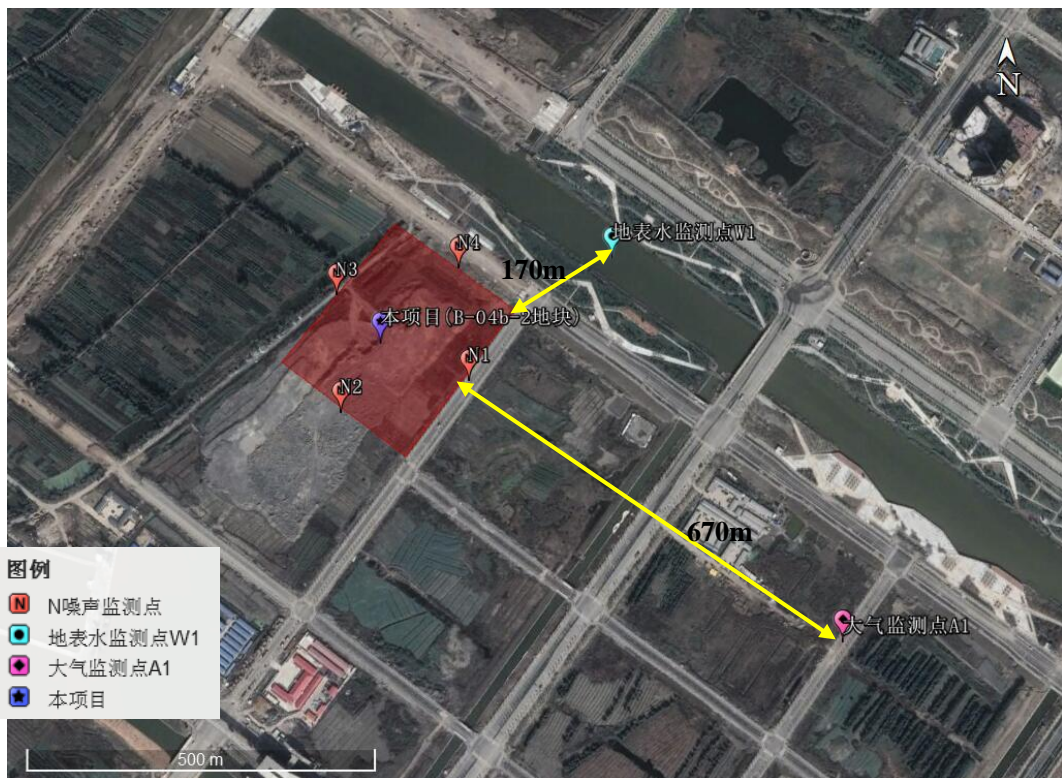 N
地表水监测点W1
N4
170m
N3
本项目(B-04b-2地块)
N1
N2
670m
大气监测点A1
图例
N噪声监测点
地表水监测点W1
大气监测点A1
本项目
500 m